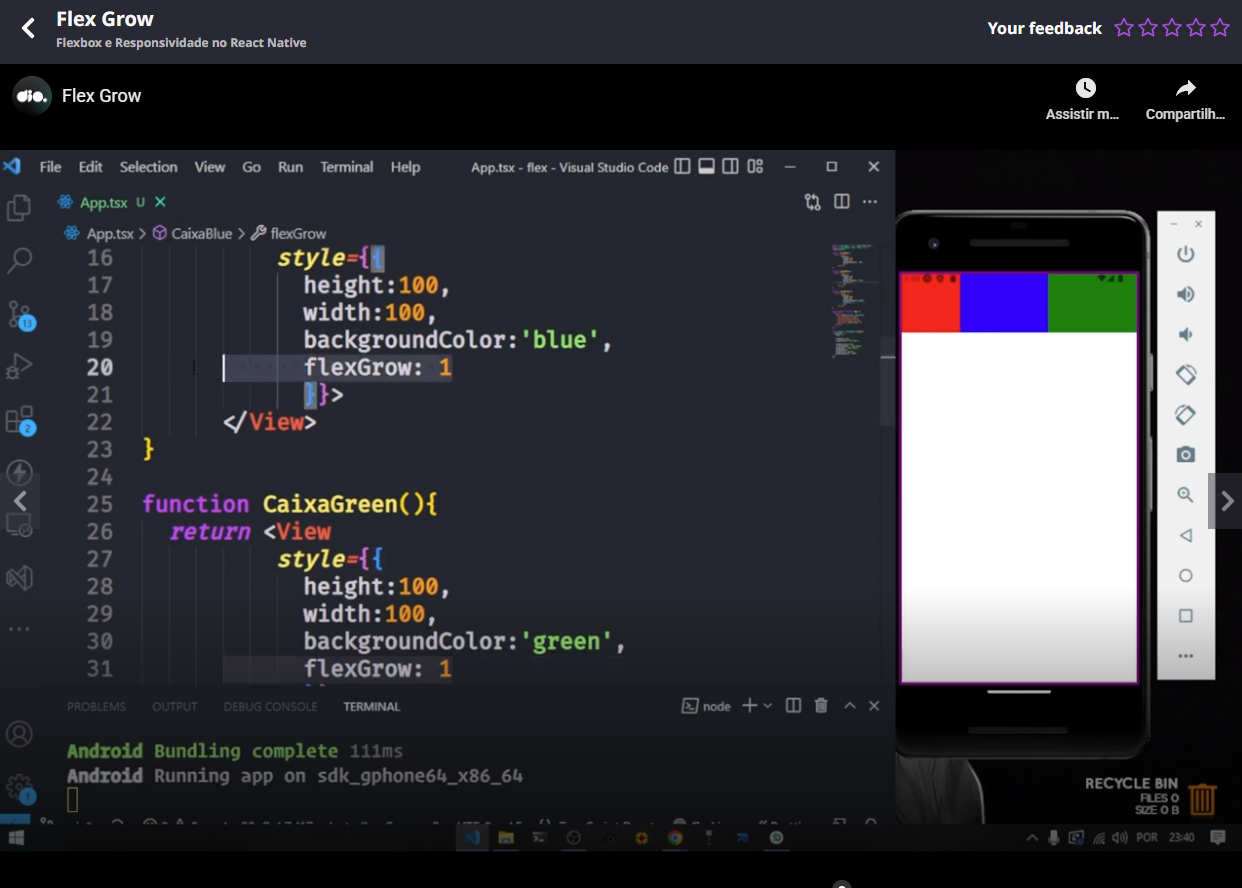 Flex Grow
Flexbox e Responsividade no React Native
Your feedback
dio.
Flex Grow
Assistir m...
Compartilh...
File Edit Selection View Go Run Terminal Help
App.tsx - flex - Visual Studio Code
App.tsx U
App.tsx > CaixaBlue > flexGrow
16 style={{
17 height:100,
18 width:100,
19 backgroundColor:'blue',
20 flexGrow: 1
21 }}>
22 </View>
23 }
24
25 function CaixaGreen(){
26 return <View
27 style={{
28 height:100,
29 width:100,
30 backgroundColor:'green',
31 flexGrow: 1
13
2
1
PROBLEMS OUTPUT DEBUG CONSOLE TERMINAL
node
Android Bundling complete 111ms
Android Running app on sdk_gphone64_x86_64
RECYCLE BIN
FILES 0
SIZE 0 B
POR 23:40